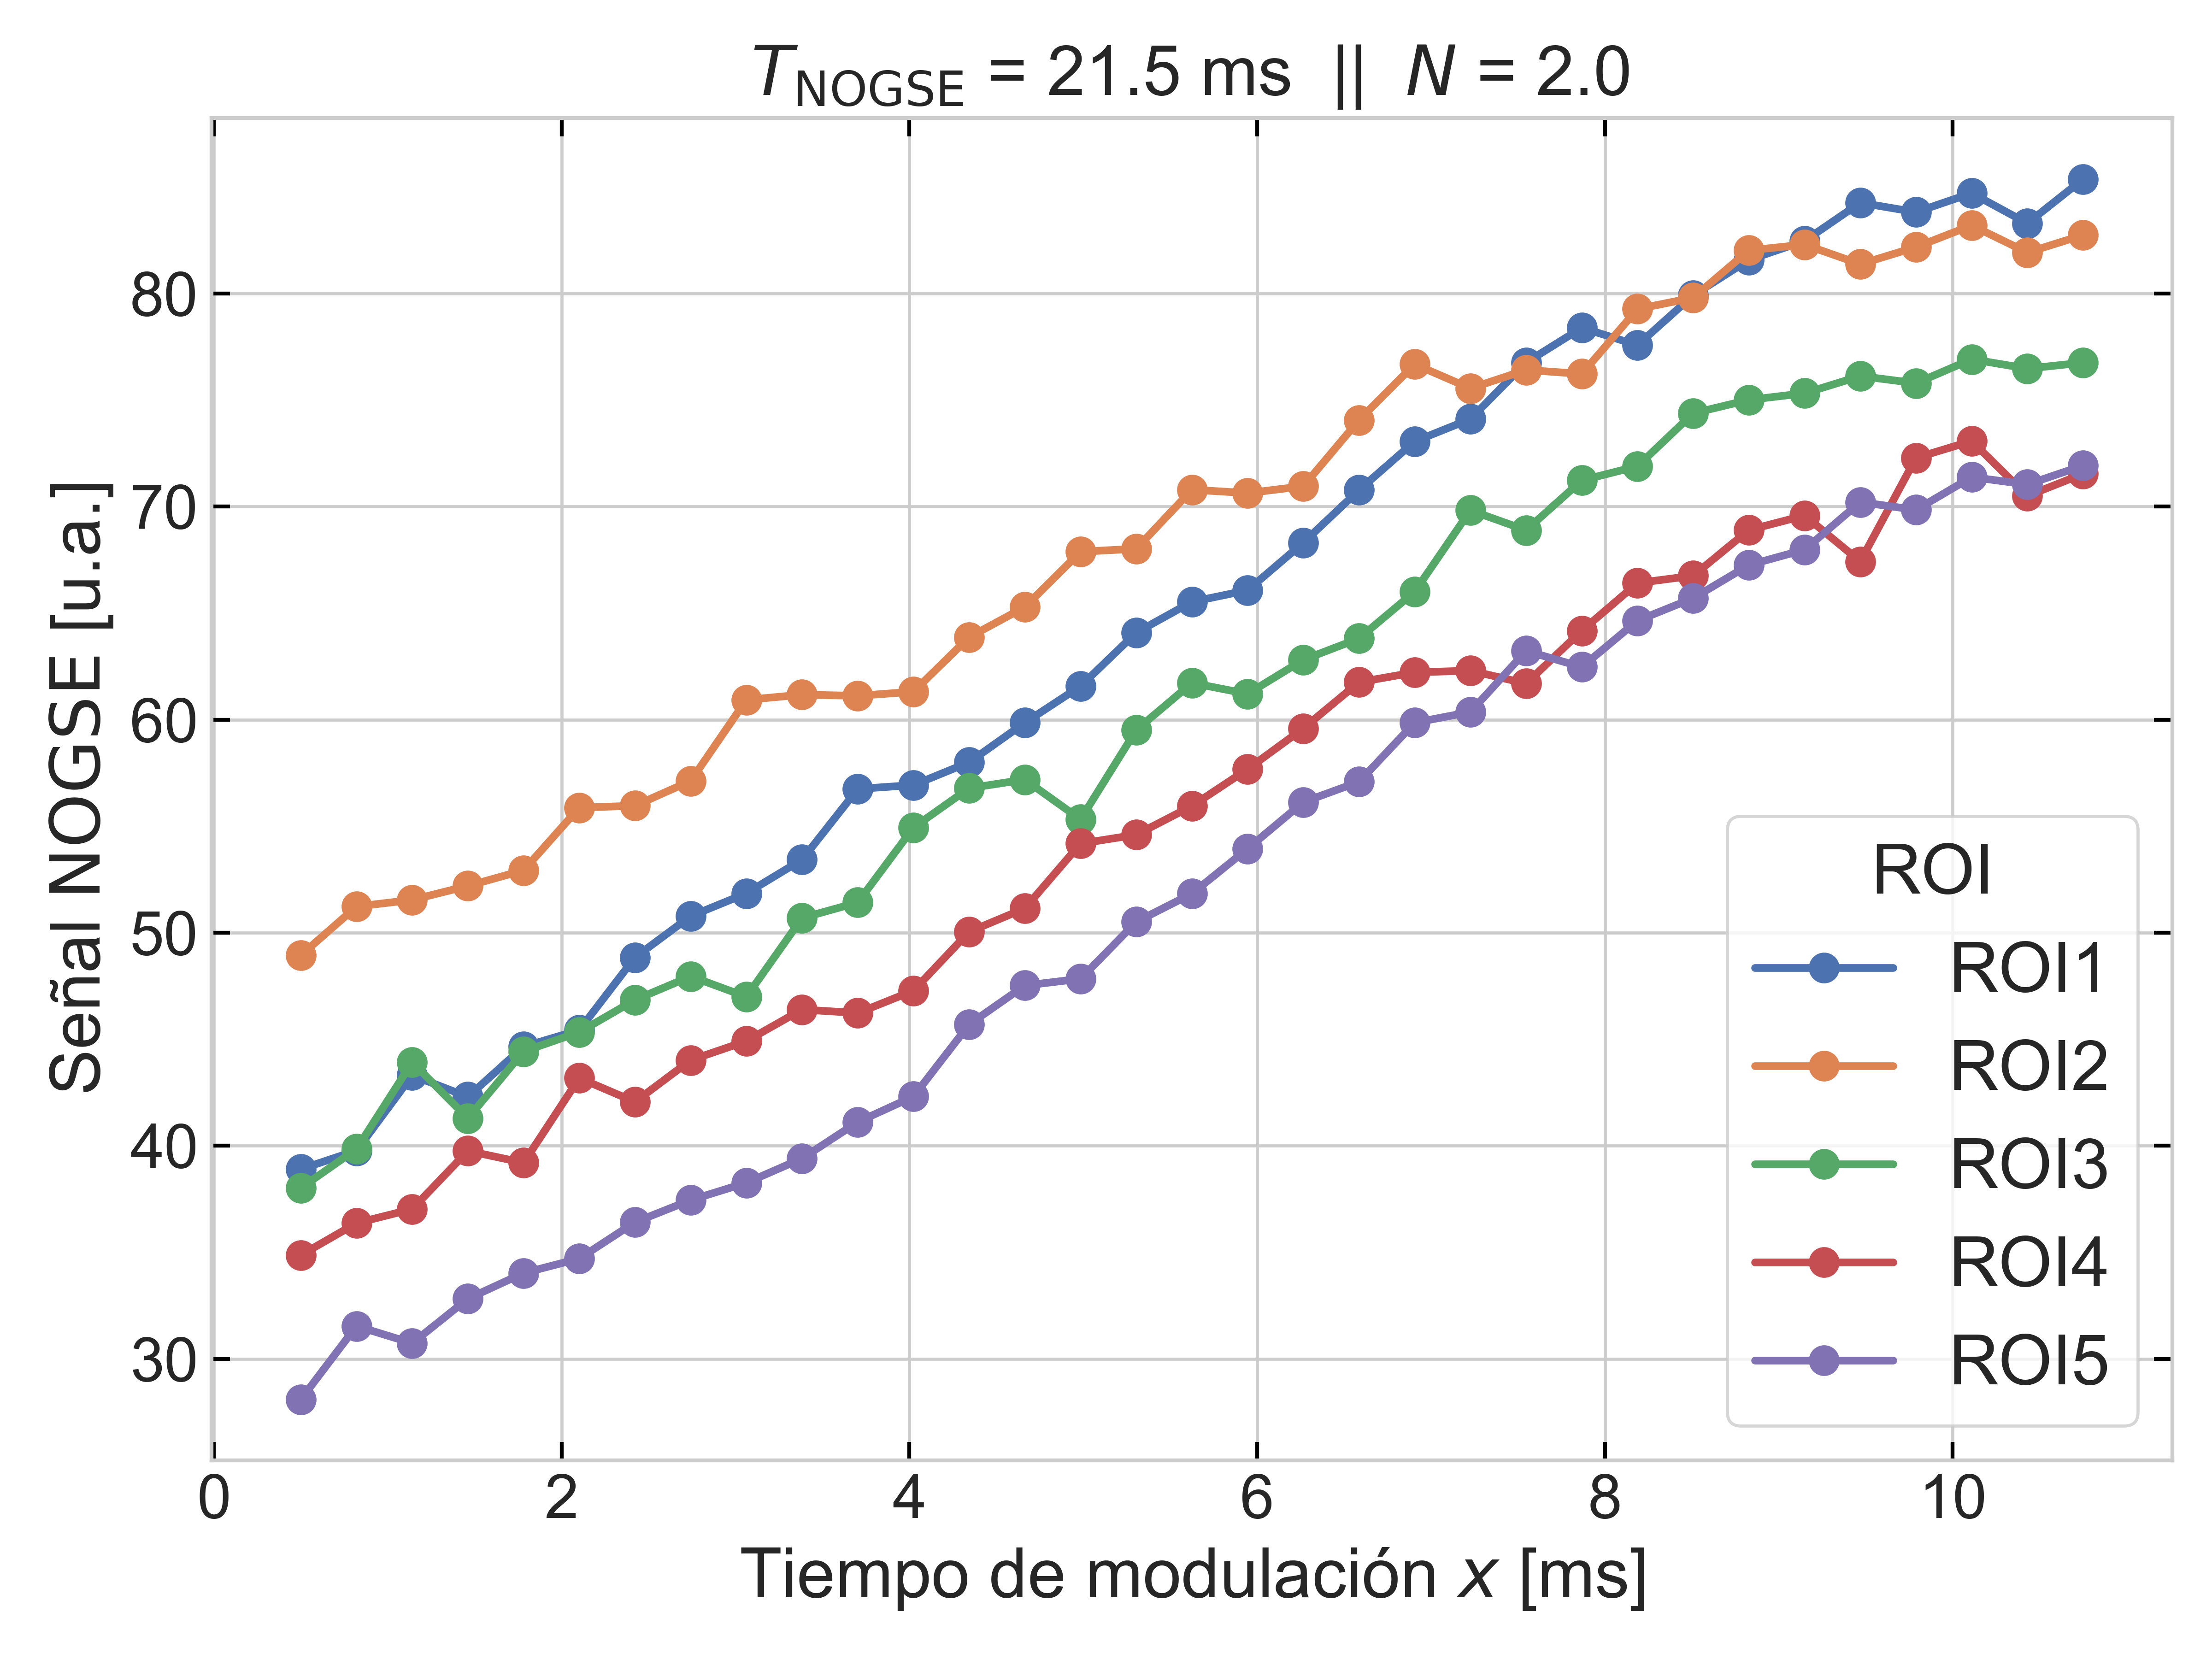 T_NOGSE = 21.5 ms || N = 2.0
Señal NOGSE [u.a.]
80
70
60
50
40
30
0 2 4 6 8 10
Tiempo de modulación x [ms]
ROI
ROI1
ROI2
ROI3
ROI4
ROI5